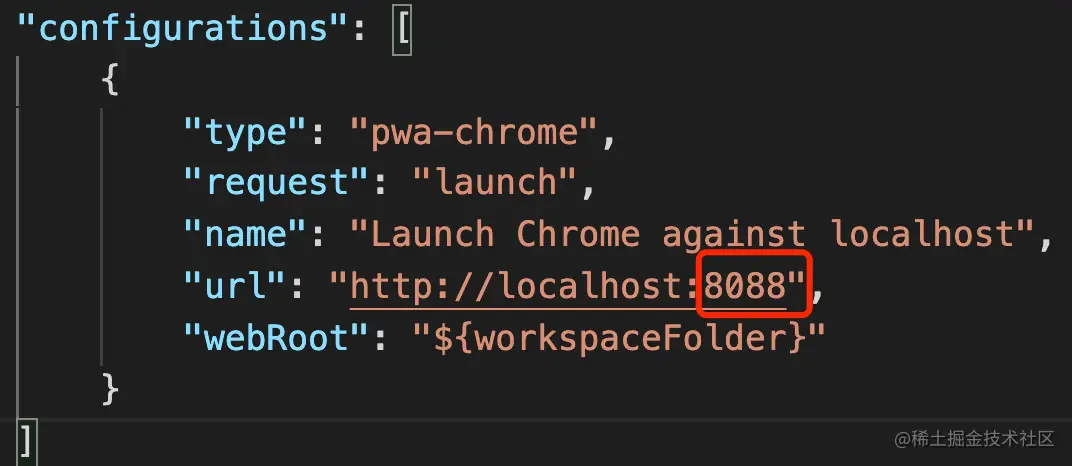 "configurations": [
{
"type": "pwa-chrome",
"request": "launch",
"name": "Launch Chrome against localhost",
"url": "http://localhost:8088",
"webRoot": "${workspaceFolder}"
}
]
@稀土掘金技术社区